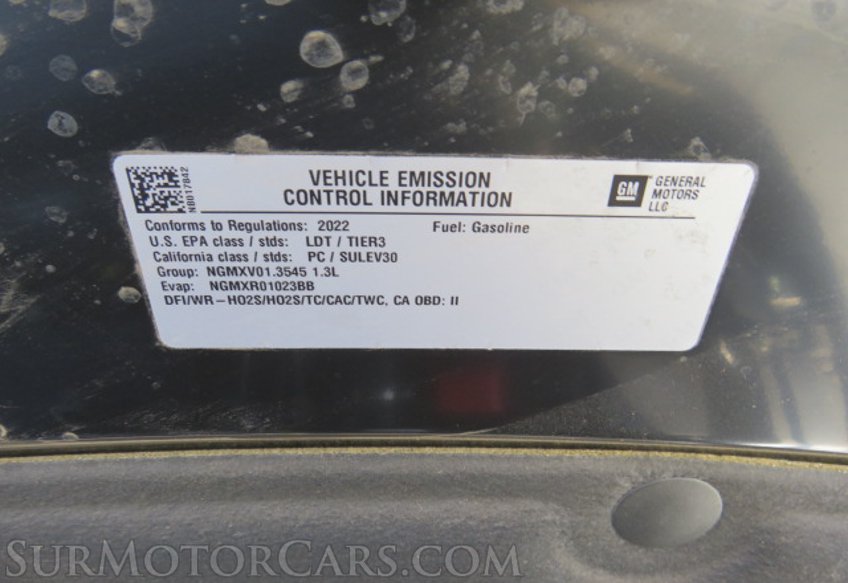 NB017842
VEHICLE EMISSION
CONTROL INFORMATION
GM GENERAL
MOTORS
LLC
Conforms to Regulations: 2022 Fuel: Gasoline
U.S. EPA class / stds: LDT / TIER3
California class / stds: PC / SULEV30
Group: NGMXV01.3545 1.3L
Evap: NGMXR01023BB
DFI/WR-HO2S/HO2S/TC/CAC/TWC, CA OBD: II
SURMOTORCARS.COM